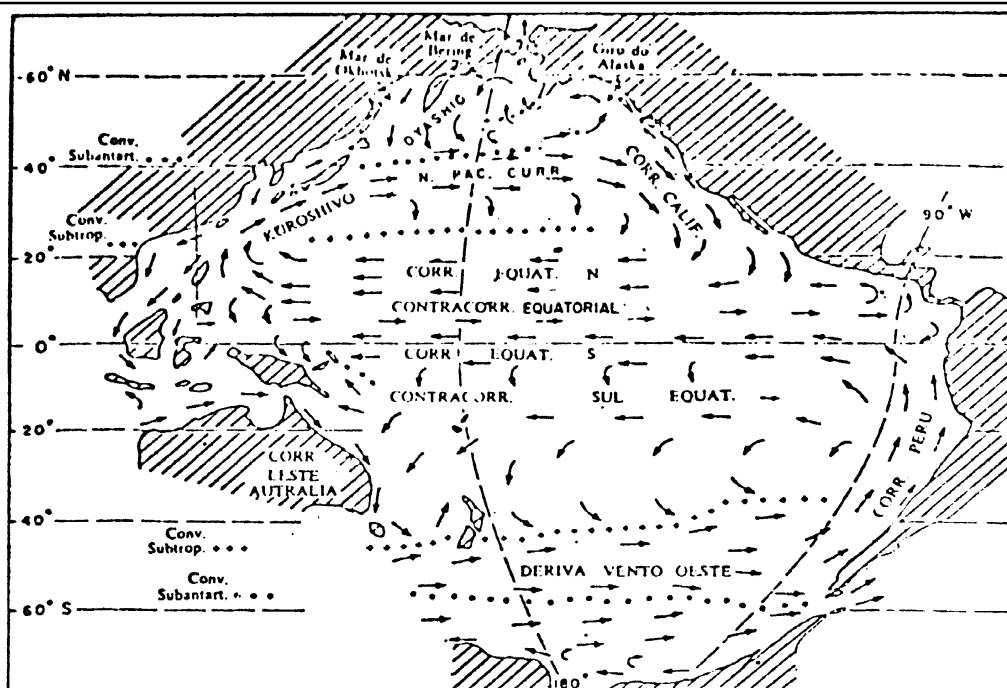 Mar de
Okhotsk
Mar de
Bering
Giro do
Alaska
60° N
Conv.
Subantart.
40°
OYASHIO
N. PAC. CURR.
CORR. CALIF.
KUROSHIVO
Conv.
Subtrop.
20°
90° W
CORR. EQUAT. N
CONTRACORR. EQUATORIAL
0°
CORR. EQUAT. S
CONTRACORR. SUL EQUAT.
20°
CORR
LESTE
AUTRALIA
CORR PERU
40°
Conv.
Subtrop.
DERIVA VENTO OESTE
Conv.
Subantart.
60° S
180°